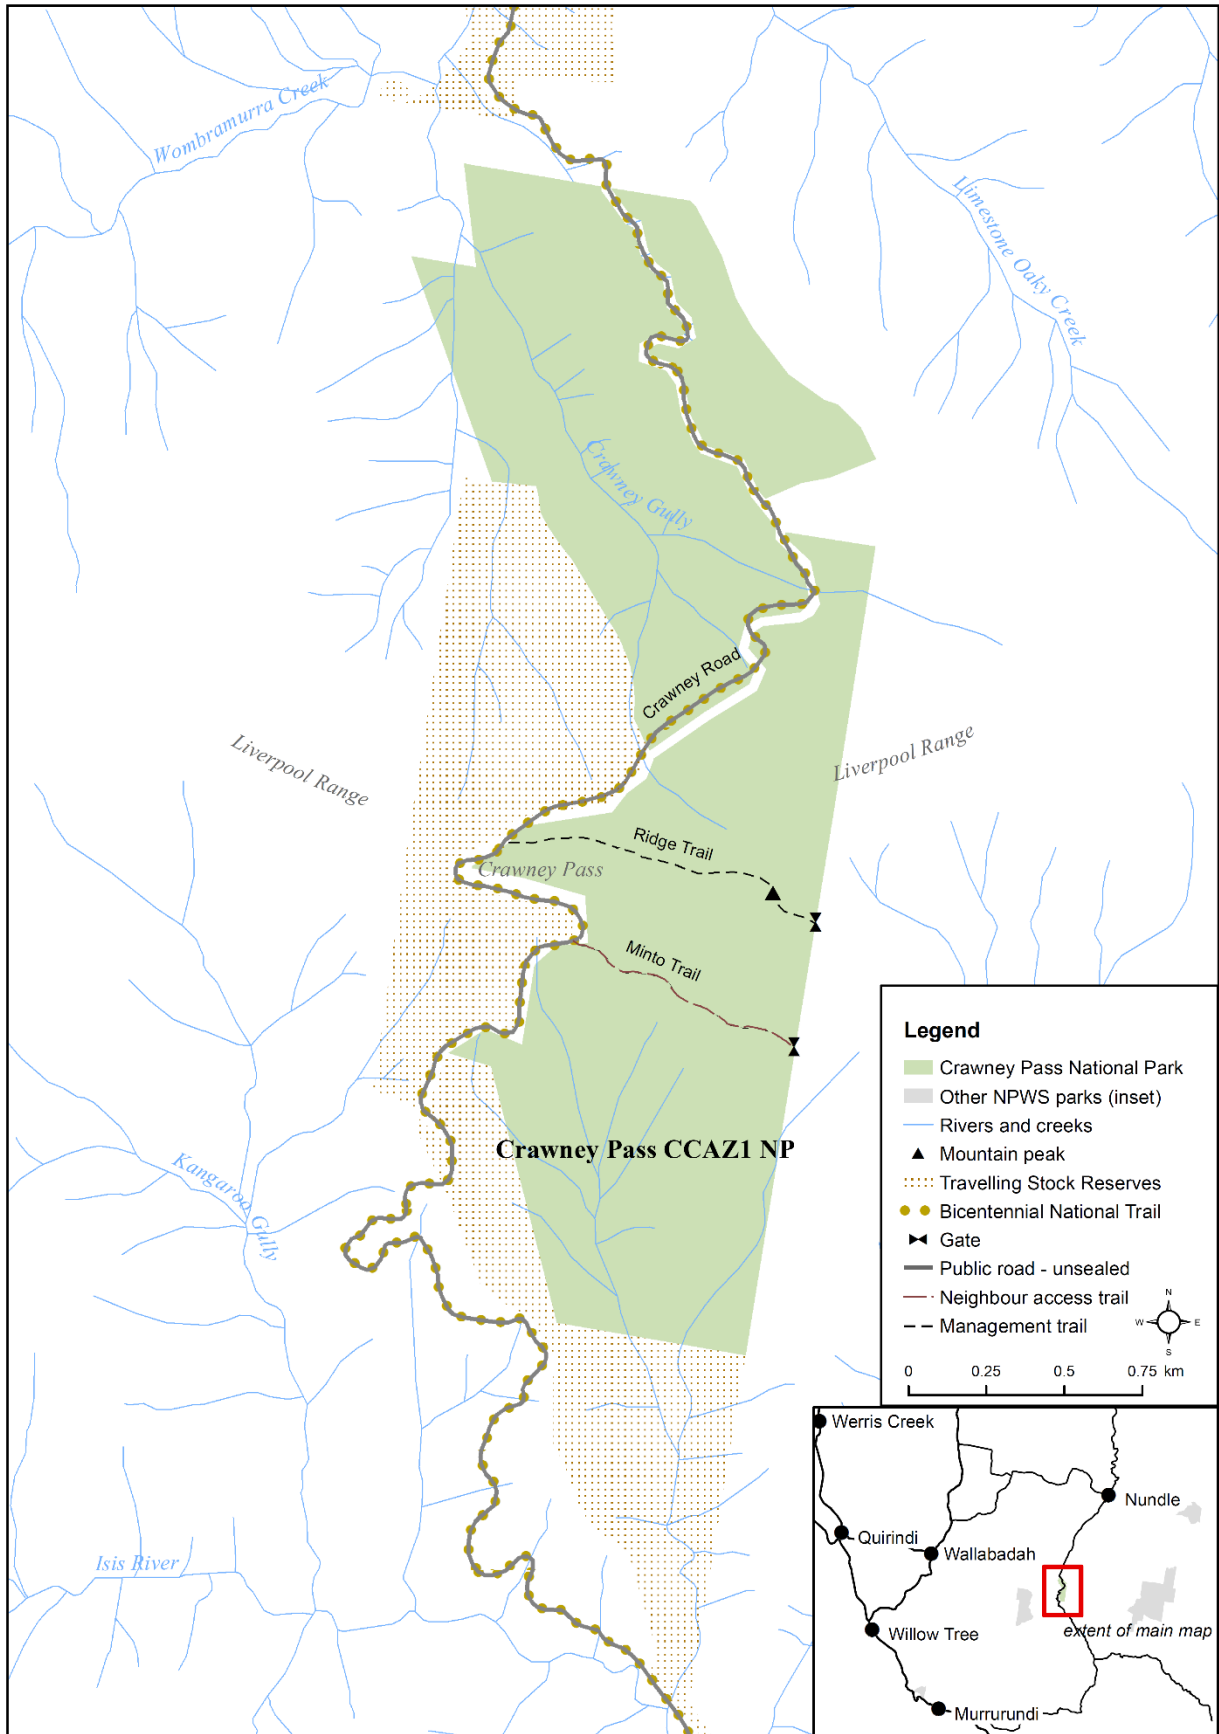 Wombramurra Creek
Limestone Oaky Creek
Crawney Gully
Crawney Road
Liverpool Range
Liverpool Range
Ridge Trail
Crawney Pass
Minto Trail
Crawney Pass CCAZ1 NP
Kangaroo Gully
Isis River
Legend
Crawney Pass National Park
Other NPWS parks (inset)
Rivers and creeks
Mountain peak
Travelling Stock Reserves
Bicentennial National Trail
Gate
Public road - unsealed
Neighbour access trail
Management trail
N
W E
S
0 0.25 0.5 0.75 km
Werris Creek
Nundle
Quirindi
Wallabadah
extent of main map
Willow Tree
Murrurundi